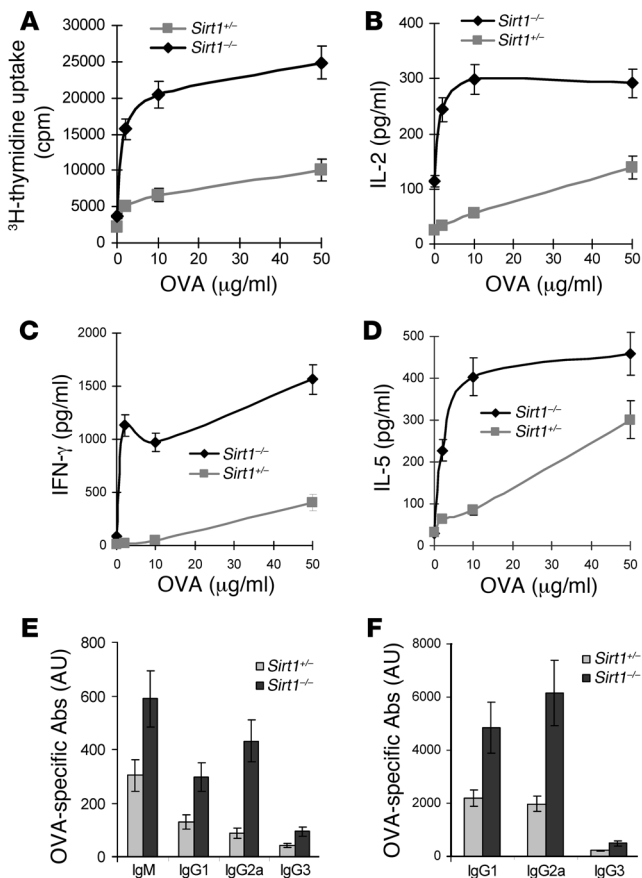 A
Sirt1+/–
Sirt1–/–
30000
25000
20000
15000
10000
5000
0
³H-thymidine uptake
(cpm)
0 10 20 30 40 50
OVA (μg/ml)
B
Sirt1–/–
Sirt1+/–
400
300
200
100
0
IL-2 (pg/ml)
0 10 20 30 40 50
OVA (μg/ml)
C
2000
1500
1000
500
0
IFN-γ (pg/ml)
Sirt1–/–
Sirt1+/–
0 10 20 30 40 50
OVA (μg/ml)
D
500
400
300
200
100
0
IL-5 (pg/ml)
Sirt1–/–
Sirt1+/–
0 10 20 30 40 50
OVA (μg/ml)
E
800
600
400
200
0
OVA-specific Abs (AU)
Sirt1+/–
Sirt1–/–
IgM IgG1 IgG2a IgG3
F
8000
6000
4000
2000
0
OVA-specific Abs (AU)
Sirt1+/–
Sirt1–/–
IgG1 IgG2a IgG3